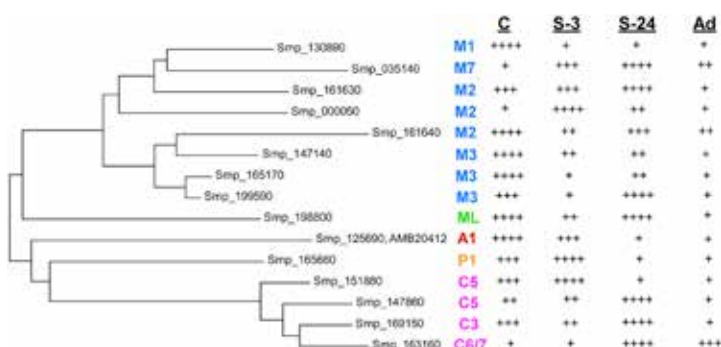 C S-3 S-24 Ad
Smp_130890 M1 ++++ + + +
Smp_035140 M7 + +++ ++++ ++
Smp_161630 M2 +++ +++ ++++ +
Smp_000050 M2 + ++++ ++ +
Smp_161640 M2 ++++ ++ +++ ++
Smp_147140 M3 ++++ ++ ++ +
Smp_165170 M3 ++++ + ++ +
Smp_199590 M3 +++ + ++++ +
Smp_198800 ML ++++ ++ ++++ +
Smp_125690; AMB20412 A1 ++++ +++ + +
Smp_165660 P1 +++ ++++ + +
Smp_151880 C5 +++ ++++ + +
Smp_147860 C5 ++ ++ ++++ +
Smp_169150 C3 +++ ++ ++++ +
Smp_163160 C6/7 + + ++++ +++